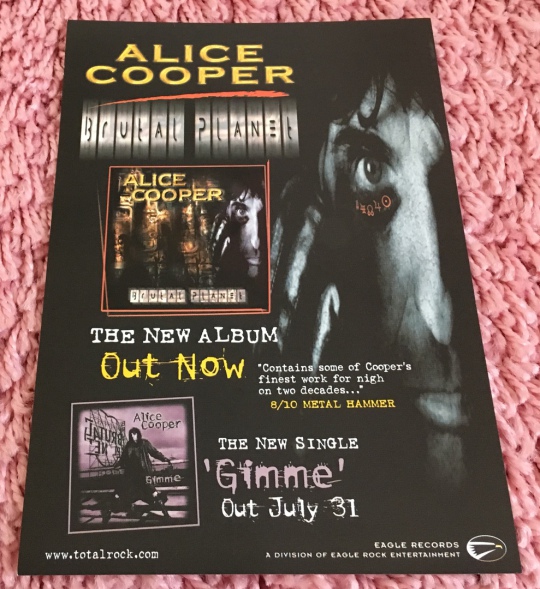 ALICE
COOPER
BRUTAL PLANET
ALICE
COOPER
BRUTAL PLANET
THE NEW ALBUM
Out Now
"Contains some of Cooper's
finest work for nigh
on two decades..."
8/10 METAL HAMMER
Alice
Cooper
Gimme
THE NEW SINGLE
'Gimme'
Out July 31
www.totalrock.com
EAGLE RECORDS
A DIVISION OF EAGLE ROCK ENTERTAINMENT